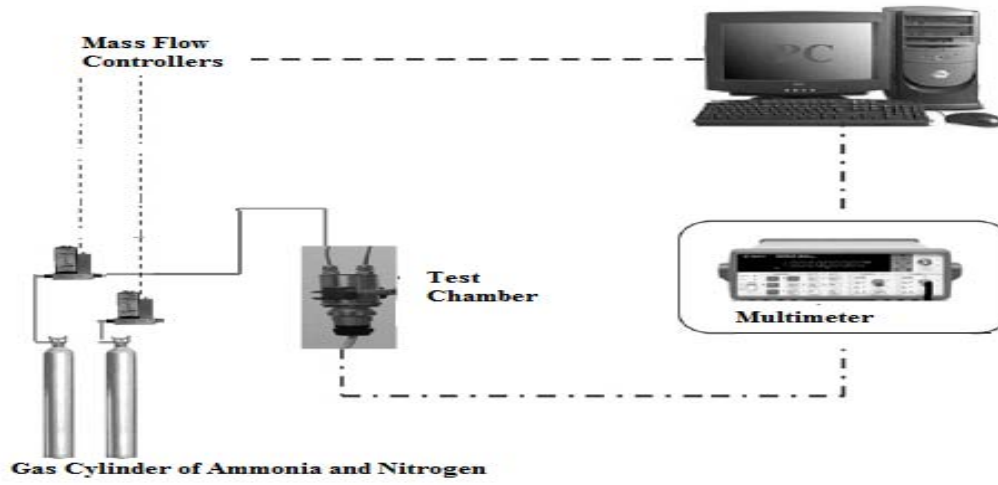 Mass Flow
Controllers
PC
Test
Chamber
Multimeter
Gas Cylinder of Ammonia and Nitrogen